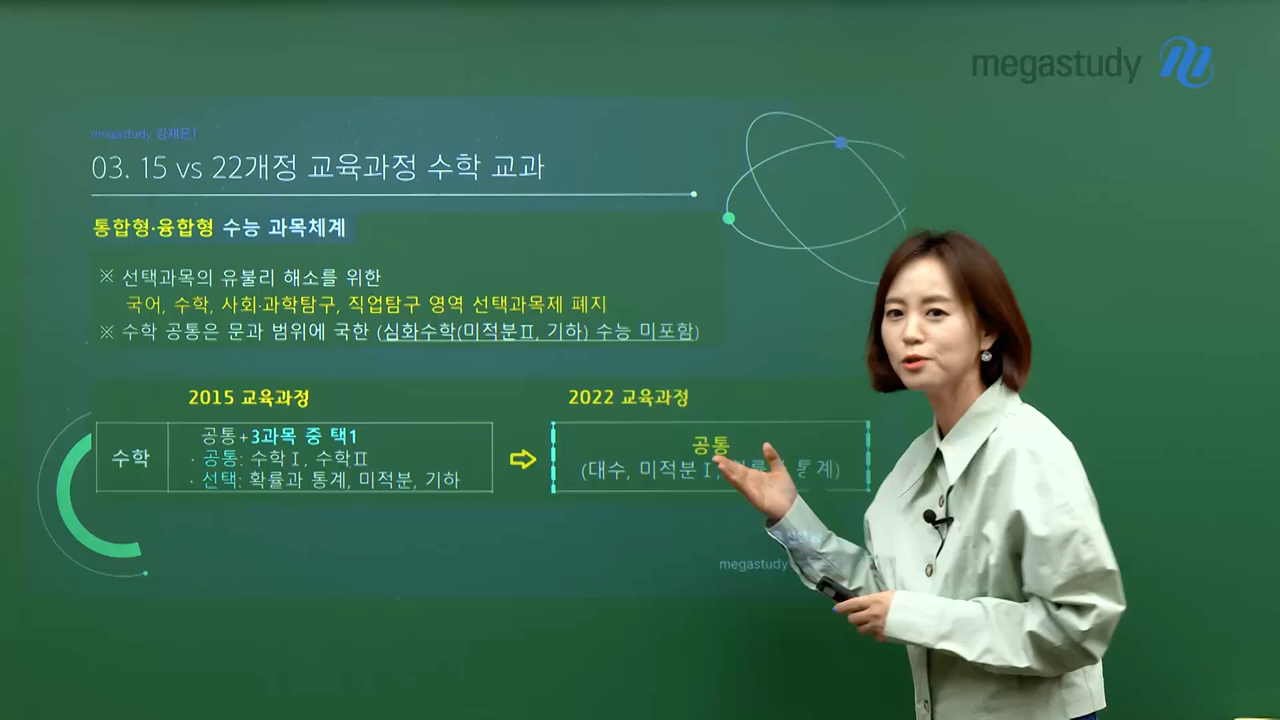 megastudy
megastudy 김재은T
03. 15 vs 22개정 교육과정 수학 교과
통합형·융합형 수능 과목체계
※ 선택과목의 유불리 해소를 위한
국어, 수학, 사회·과학탐구, 직업탐구 영역 선택과목제 폐지
※ 수학 공통은 문과 범위에 국한 (심화수학(미적분Ⅱ, 기하) 수능 미포함)
2015 교육과정
2022 교육과정
수학
공통+3과목 중 택1
· 공통: 수학Ⅰ, 수학Ⅱ
· 선택: 확률과 통계, 미적분, 기하
공통
(대수, 미적분Ⅰ, 통계)
megastudy